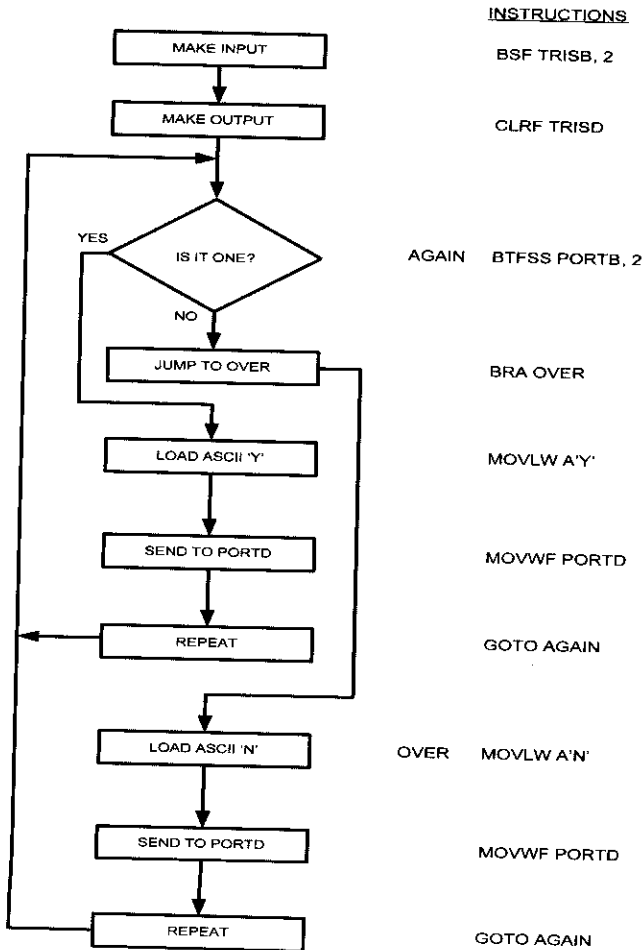 INSTRUCTIONS
MAKE INPUT BSF TRISB, 2
MAKE OUTPUT CLRF TRISD
YES IS IT ONE? AGAIN BTFSS PORTB, 2
NO
JUMP TO OVER BRA OVER
LOAD ASCII 'Y' MOVLW A'Y'
SEND TO PORTD MOVWF PORTD
REPEAT GOTO AGAIN
LOAD ASCII 'N' OVER MOVLW A'N'
SEND TO PORTD MOVWF PORTD
REPEAT GOTO AGAIN